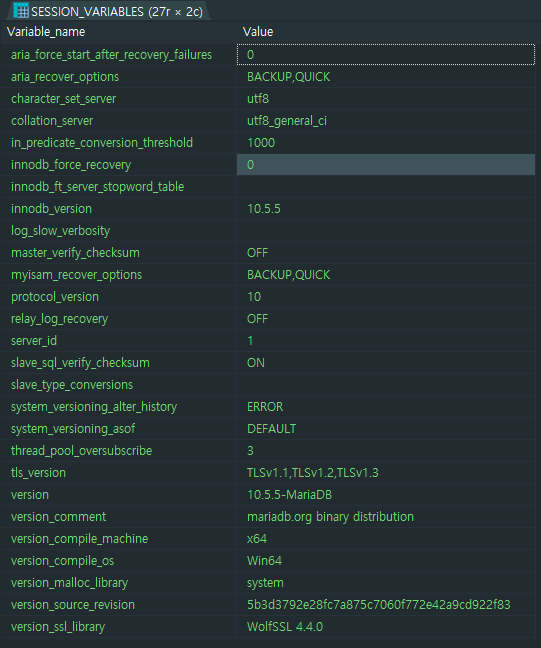 SESSION_VARIABLES (27r × 2c)
Variable_name Value
aria_force_start_after_recovery_failures 0
aria_recover_options BACKUP,QUICK
character_set_server utf8
collation_server utf8_general_ci
in_predicate_conversion_threshold 1000
innodb_force_recovery 0
innodb_ft_server_stopword_table
innodb_version 10.5.5
log_slow_verbosity
master_verify_checksum OFF
myisam_recover_options BACKUP,QUICK
protocol_version 10
relay_log_recovery OFF
server_id 1
slave_sql_verify_checksum ON
slave_type_conversions
system_versioning_alter_history ERROR
system_versioning_asof DEFAULT
thread_pool_oversubscribe 3
tls_version TLSv1.1,TLSv1.2,TLSv1.3
version 10.5.5-MariaDB
version_comment mariadb.org binary distribution
version_compile_machine x64
version_compile_os Win64
version_malloc_library system
version_source_revision 5b3d3792e28fc7a875c7060f772e42a9cd922f83
version_ssl_library WolfSSL 4.4.0